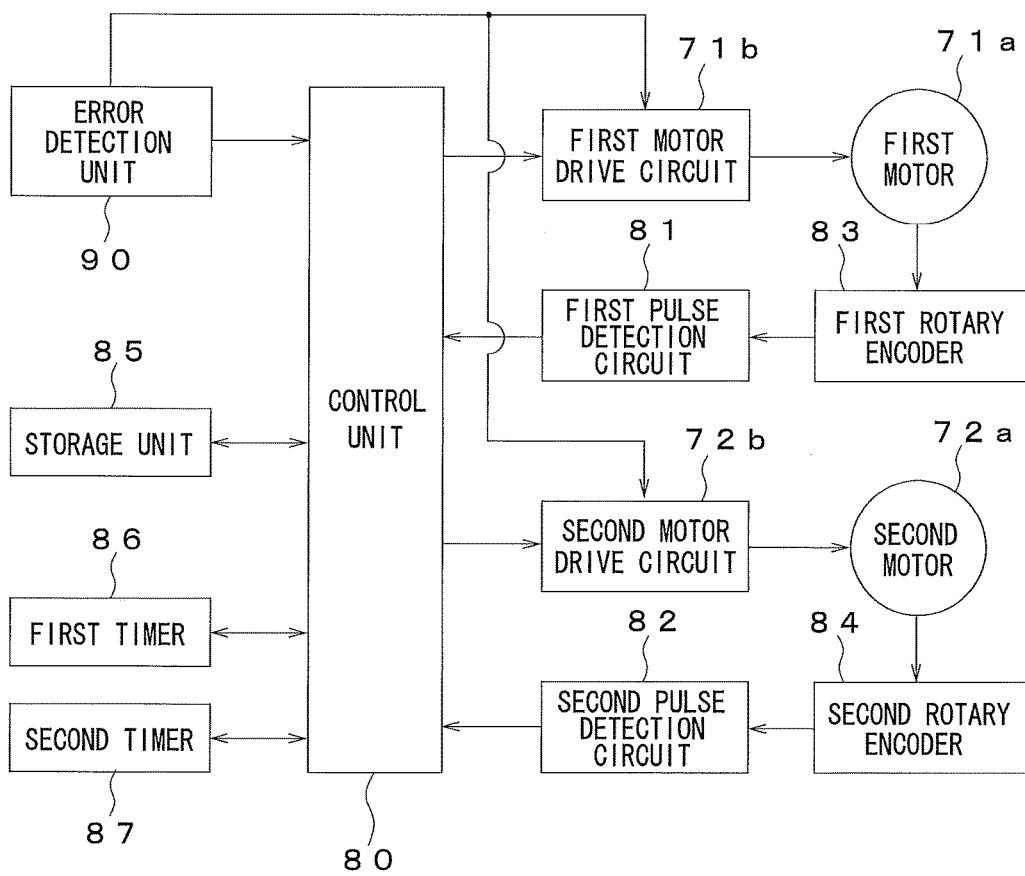 71b
71a
ERROR
DETECTION
UNIT
FIRST MOTOR
DRIVE CIRCUIT
FIRST
MOTOR
90
81
83
FIRST PULSE
DETECTION
CIRCUIT
FIRST ROTARY
ENCODER
85
STORAGE UNIT
CONTROL
UNIT
72b
72a
SECOND MOTOR
DRIVE CIRCUIT
SECOND
MOTOR
86
FIRST TIMER
82
84
SECOND PULSE
DETECTION
CIRCUIT
SECOND ROTARY
ENCODER
SECOND TIMER
87
80